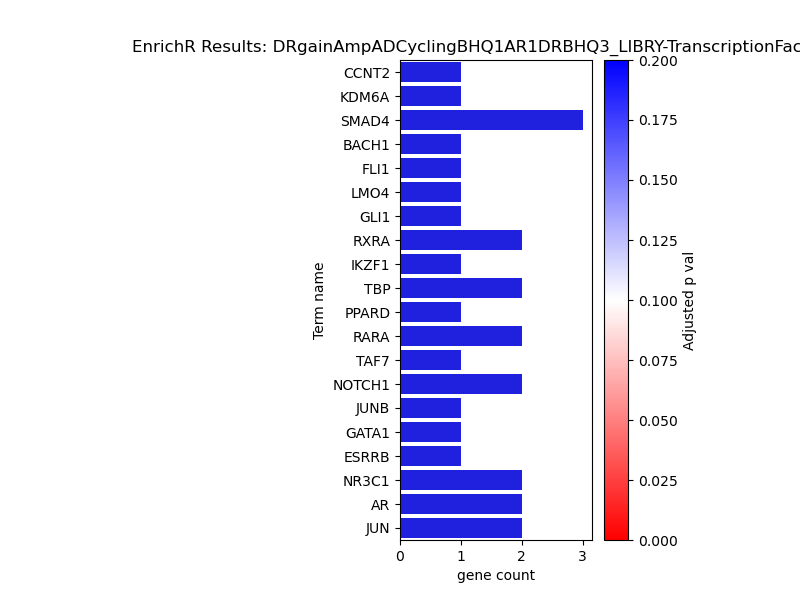 EnrichR Results: DRgainAmpADCyclingBHQ1AR1DRBHQ3_LIBRY-TranscriptionFac
CCNT2
KDM6A
SMAD4
BACH1
FLI1
LMO4
GLI1
RXRA
IKZF1
TBP
PPARD
RARA
TAF7
NOTCH1
JUNB
GATA1
ESRRB
NR3C1
AR
JUN
Term name
0 1 2 3
gene count
0.200
0.175
0.150
0.125
0.100
0.075
0.050
0.025
0.000
Adjusted p val